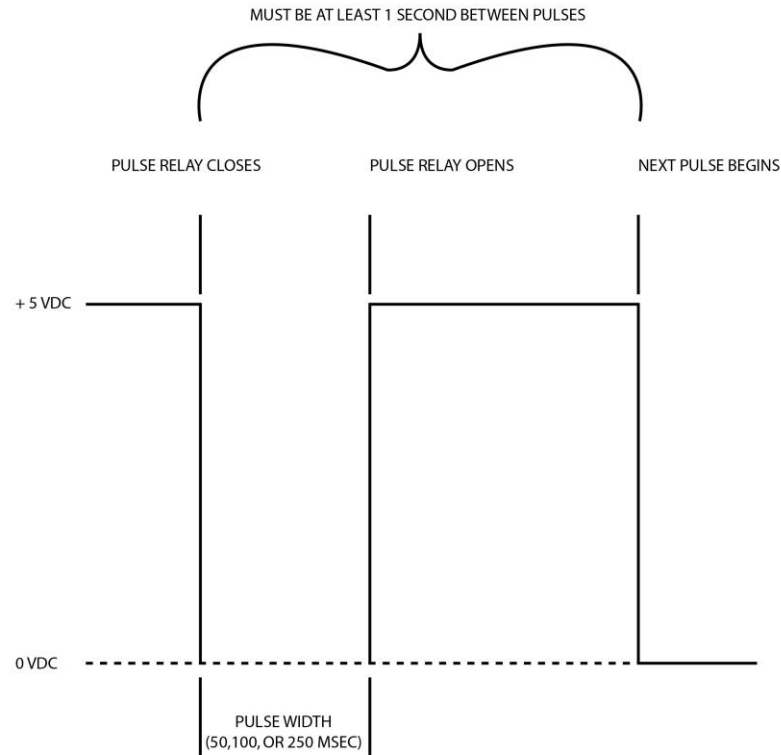 MUST BE AT LEAST 1 SECOND BETWEEN PULSES
PULSE RELAY CLOSES
PULSE RELAY OPENS
NEXT PULSE BEGINS
+ 5 VDC
0 VDC
PULSE WIDTH
(50,100, OR 250 MSEC)